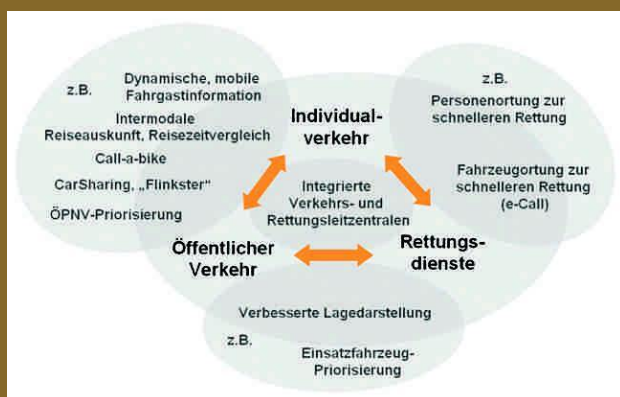 z.B.
Dynamische, mobile
Fahrgastinformation
Intermodale
Reiseauskunft, Reisezeitvergleich
Call-a-bike
CarSharing, „Flinkster“
ÖPNV-Priorisierung
Individual-
verkehr
z.B.
Personenortung zur
schnelleren Rettung
Fahrzeugortung zur
schnelleren Rettung
(e-Call)
Integrierte
Verkehrs- und
Rettungsleitzentralen
Öffentlicher
Verkehr
Rettungs-
dienste
Verbesserte Lagedarstellung
z.B.
Einsatzfahrzeug-
Priorisierung